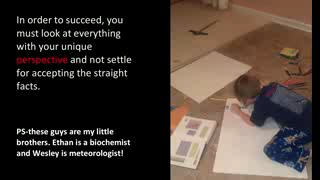 In order to succeed, you
must look at everything
with your unique
perspective and not settle
for accepting the straight
facts.
PS-these guys are my little
brothers. Ethan is a biochemist
and Wesley is meteorologist!